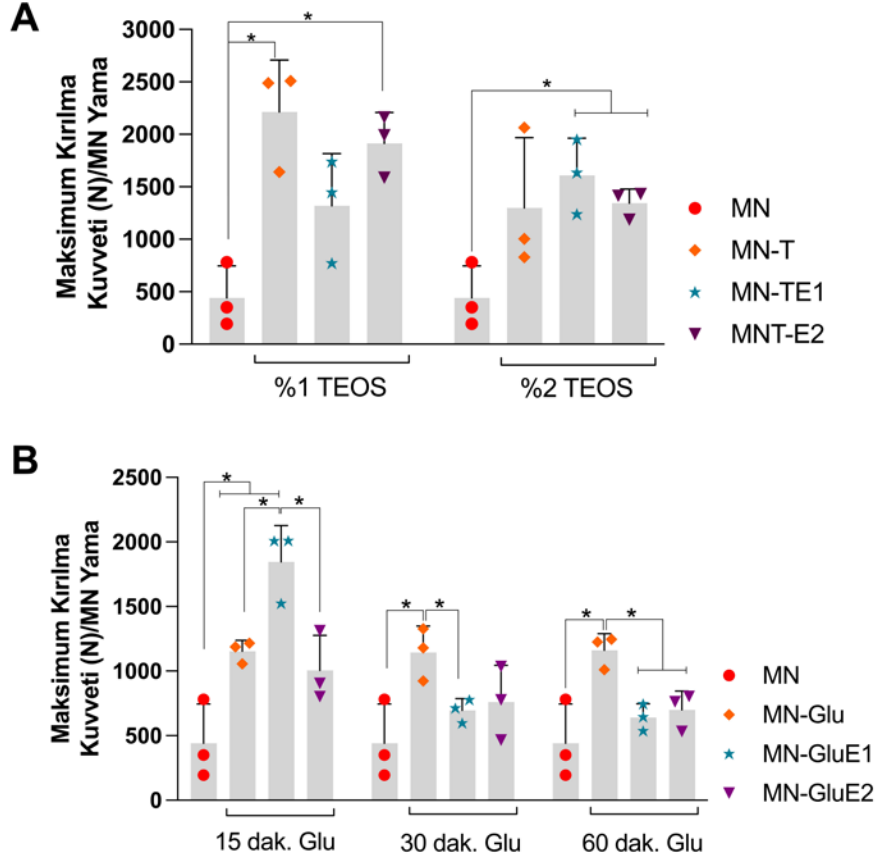 A
Maksimum Kırılma
Kuvveti (N)/MN Yama
3000
2500
2000
1500
1000
500
0
*
*
*
%1 TEOS
%2 TEOS
MN
MN-T
MN-TE1
MNT-E2
B
Maksimum Kırılma
Kuvveti (N)/MN Yama
2500
2000
1500
1000
500
0
*
*
*
*
*
*
*
15 dak. Glu
30 dak. Glu
60 dak. Glu
MN
MN-Glu
MN-GluE1
MN-GluE2